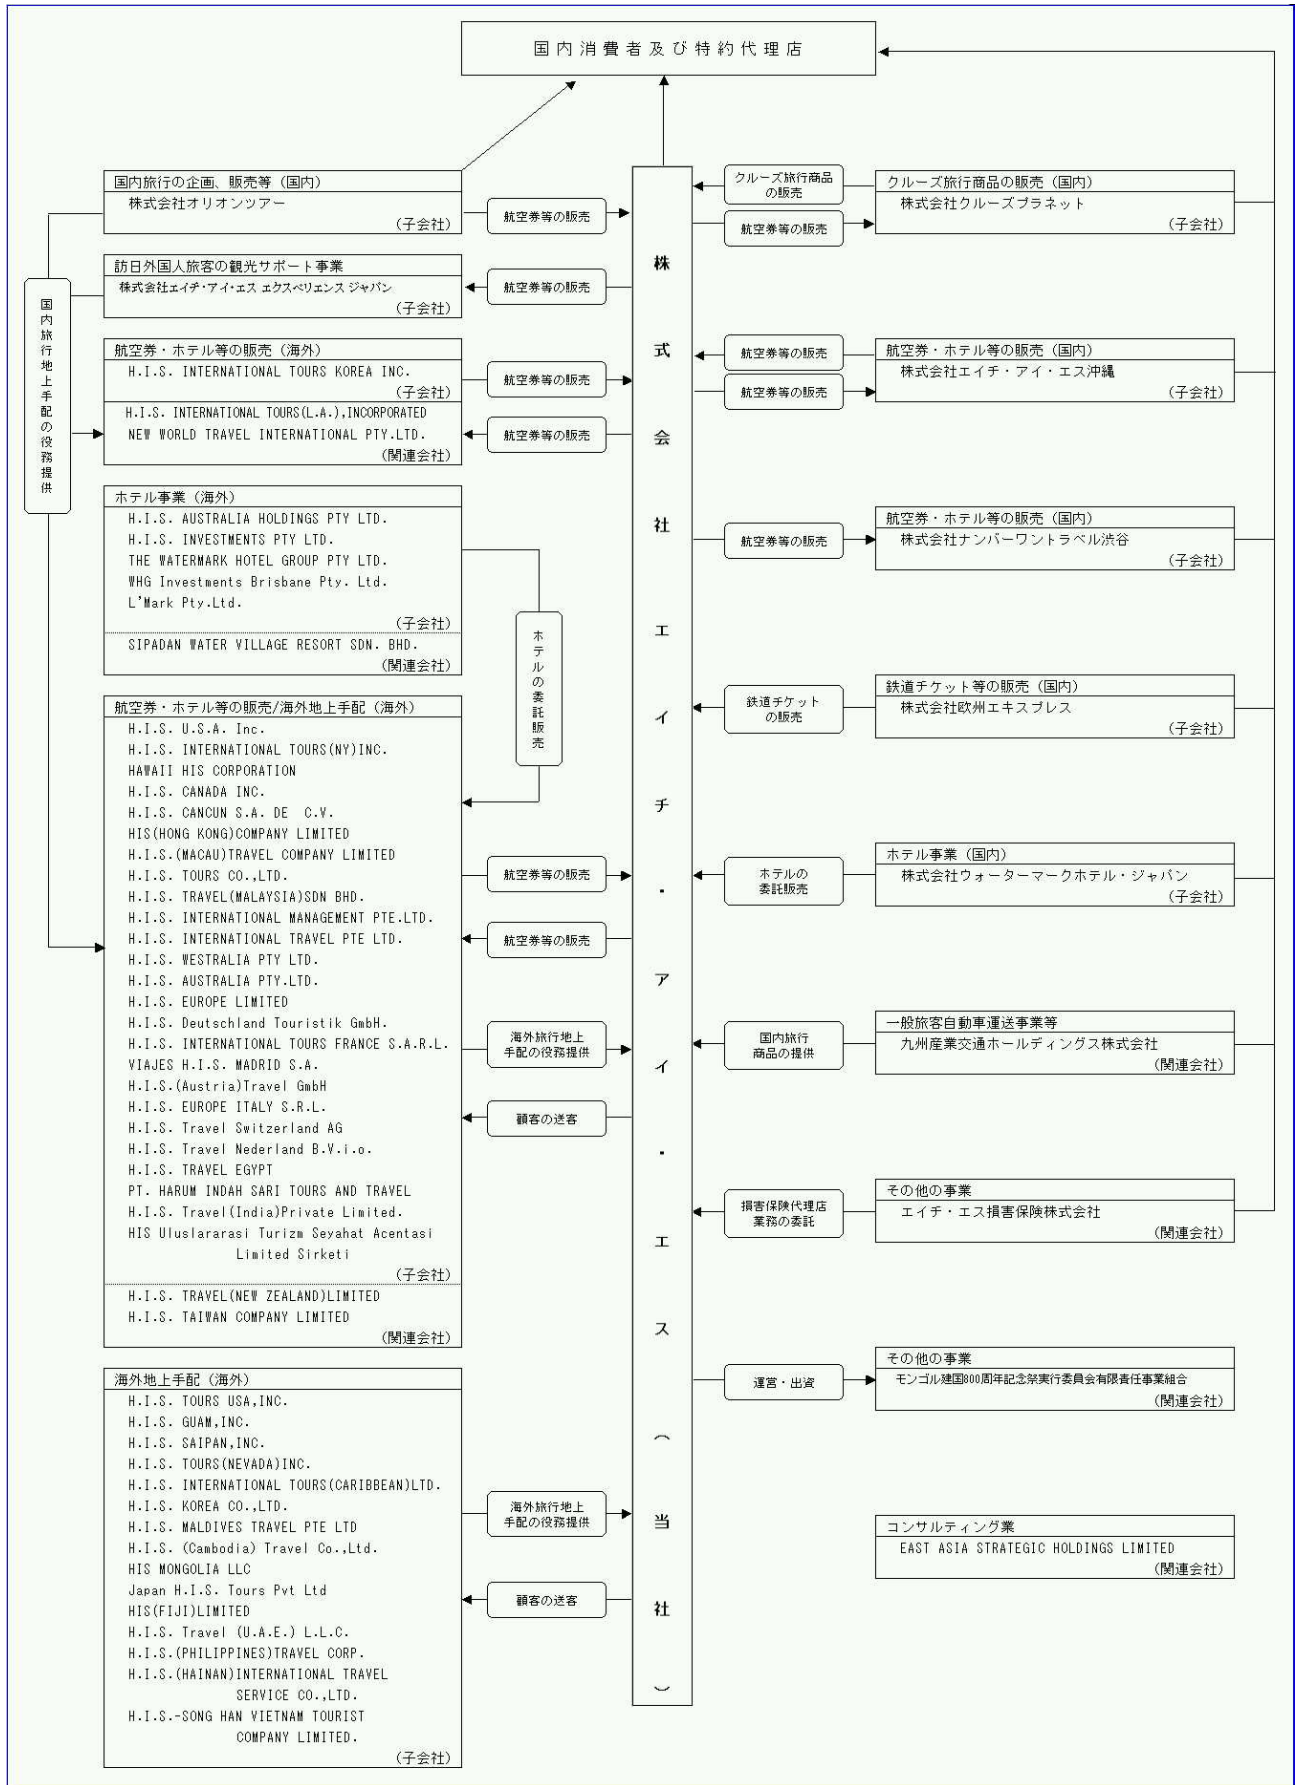 国内消費者及び特約代理店
国内旅行の企画、販売等（国内）
株式会社オリオンツアー
（子会社）
航空券等の販売
訪日外国人旅客の観光サポート事業
株式会社エイチ・アイ・エス エクスペリエンス ジャパン
（子会社）
航空券等の販売
国内旅行地上手配の役務提供
航空券・ホテル等の販売（海外）
H.I.S. INTERNATIONAL TOURS KOREA INC.
（子会社）
H.I.S. INTERNATIONAL TOURS(L.A.),INCORPORATED
NEW WORLD TRAVEL INTERNATIONAL PTY.LTD.
（関連会社）
航空券等の販売
航空券等の販売
ホテル事業（海外）
H.I.S. AUSTRALIA HOLDINGS PTY LTD.
H.I.S. INVESTMENTS PTY LTD.
THE WATERMARK HOTEL GROUP PTY LTD.
WHG Investments Brisbane Pty. Ltd.
L'Mark Pty.Ltd.
（子会社）
SIPADAN WATER VILLAGE RESORT SDN. BHD.
（関連会社）
ホテルの委託販売
航空券・ホテル等の販売/海外地上手配（海外）
H.I.S. U.S.A. Inc.
H.I.S. INTERNATIONAL TOURS(NY)INC.
HAWAII HIS CORPORATION
H.I.S. CANADA INC.
H.I.S. CANCUN S.A. DE C.V.
HIS(HONG KONG)COMPANY LIMITED
H.I.S.(MACAU)TRAVEL COMPANY LIMITED
H.I.S. TOURS CO.,LTD.
H.I.S. TRAVEL(MALAYSIA)SDN BHD.
H.I.S. INTERNATIONAL MANAGEMENT PTE.LTD.
H.I.S. INTERNATIONAL TRAVEL PTE LTD.
H.I.S. WESTRALIA PTY LTD.
H.I.S. AUSTRALIA PTY.LTD.
H.I.S. EUROPE LIMITED
H.I.S. Deutschland Touristik GmbH.
H.I.S. INTERNATIONAL TOURS FRANCE S.A.R.L.
VIAJES H.I.S. MADRID S.A.
H.I.S.(Austria)Travel GmbH
H.I.S. EUROPE ITALY S.R.L.
H.I.S. Travel Switzerland AG
H.I.S. Travel Nederland B.V.i.o.
H.I.S. TRAVEL EGYPT
PT. HARUM INDAH SARI TOURS AND TRAVEL
H.I.S. Travel(India)Private Limited.
HIS Uluslararasi Turizm Seyahat Acentasi
Limited Sirketi
（子会社）
H.I.S. TRAVEL(NEW ZEALAND)LIMITED
H.I.S. TAIWAN COMPANY LIMITED
（関連会社）
航空券等の販売
航空券等の販売
海外旅行地上
手配の役務提供
顧客の送客
海外地上手配（海外）
H.I.S. TOURS USA,INC.
H.I.S. GUAM,INC.
H.I.S. SAIPAN,INC.
H.I.S. TOURS(NEVADA)INC.
H.I.S. INTERNATIONAL TOURS(CARIBBEAN)LTD.
H.I.S. KOREA CO.,LTD.
H.I.S. MALDIVES TRAVEL PTE LTD
H.I.S. (Cambodia) Travel Co.,Ltd.
HIS MONGOLIA LLC
Japan H.I.S. Tours Pvt Ltd
HIS(FIJI)LIMITED
H.I.S. Travel (U.A.E.) L.L.C.
H.I.S.(PHILIPPINES)TRAVEL CORP.
H.I.S.(HAINAN)INTERNATIONAL TRAVEL
SERVICE CO.,LTD.
H.I.S.-SONG HAN VIETNAM TOURIST
COMPANY LIMITED.
（子会社）
海外旅行地上
手配の役務提供
顧客の送客
株式会社エイチ・アイ・エス（当社）
クルーズ旅行商品
の販売
航空券等の販売
クルーズ旅行商品の販売（国内）
株式会社クルーズプラネット
（子会社）
航空券等の販売
航空券等の販売
航空券・ホテル等の販売（国内）
株式会社エイチ・アイ・エス沖縄
（子会社）
航空券等の販売
航空券・ホテル等の販売（国内）
株式会社ナンバーワントラベル渋谷
（子会社）
鉄道チケット
の販売
鉄道チケット等の販売（国内）
株式会社欧州エキスプレス
（子会社）
ホテルの
委託販売
ホテル事業（国内）
株式会社ウォーターマークホテル・ジャパン
（子会社）
国内旅行
商品の提供
一般旅客自動車運送事業等
九州産業交通ホールディングス株式会社
（関連会社）
損害保険代理店
業務の委託
その他の事業
エイチ・エス損害保険株式会社
（関連会社）
運営・出資
その他の事業
モンゴル建国800周年記念祭実行委員会有限責任事業組合
（関連会社）
コンサルティング業
EAST ASIA STRATEGIC HOLDINGS LIMITED
（関連会社）